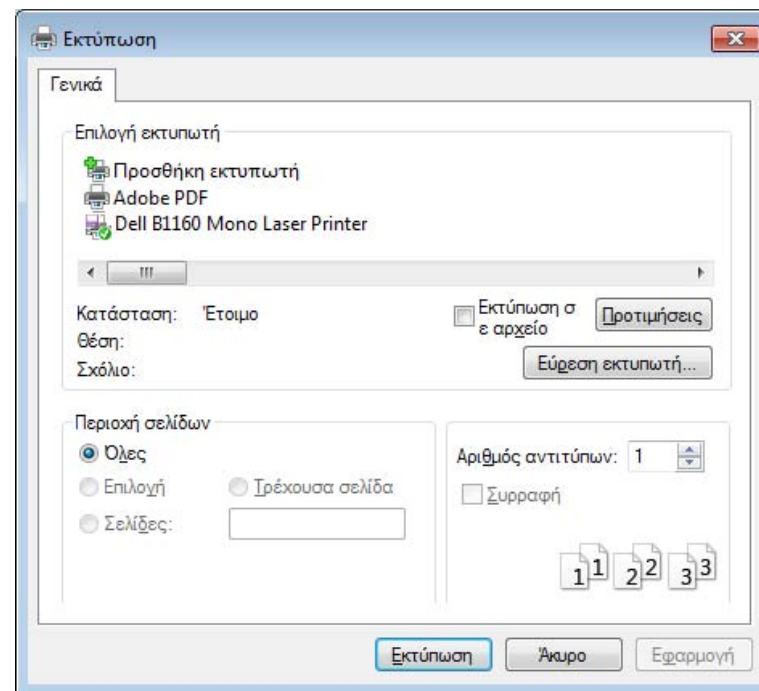 Εκτύπωση
Γενικά
Επιλογή εκτυπωτή
Προσθήκη εκτυπωτή
Adobe PDF
Dell B1160 Mono Laser Printer
Κατάσταση: Έτοιμο
Θέση:
Σχόλιο:
Εκτύπωση σ
ε αρχείο
Προτιμήσεις
Εύρεση εκτυπωτή...
Περιοχή σελίδων
Όλες
Επιλογή Τρέχουσα σελίδα
Σελίδες:
Αριθμός αντιτύπων: 1
Συρραφή
1 1 2 2 3 3
Εκτύπωση Άκυρο Εφαρμογή